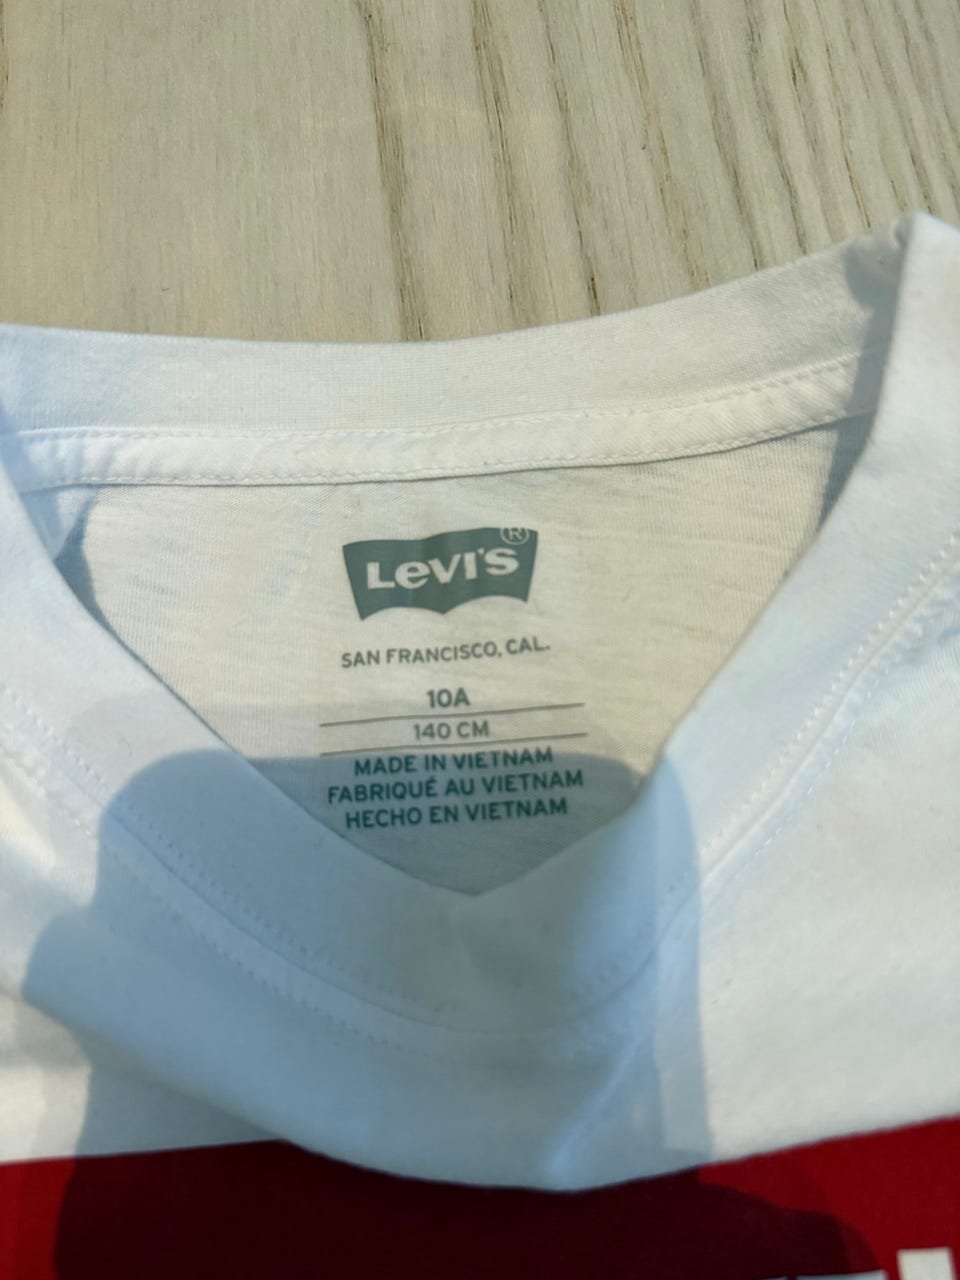 LEVI'S®
SAN FRANCISCO, CAL.
10A
140 CM
MADE IN VIETNAM
FABRIQUÉ AU VIETNAM
HECHO EN VIETNAM